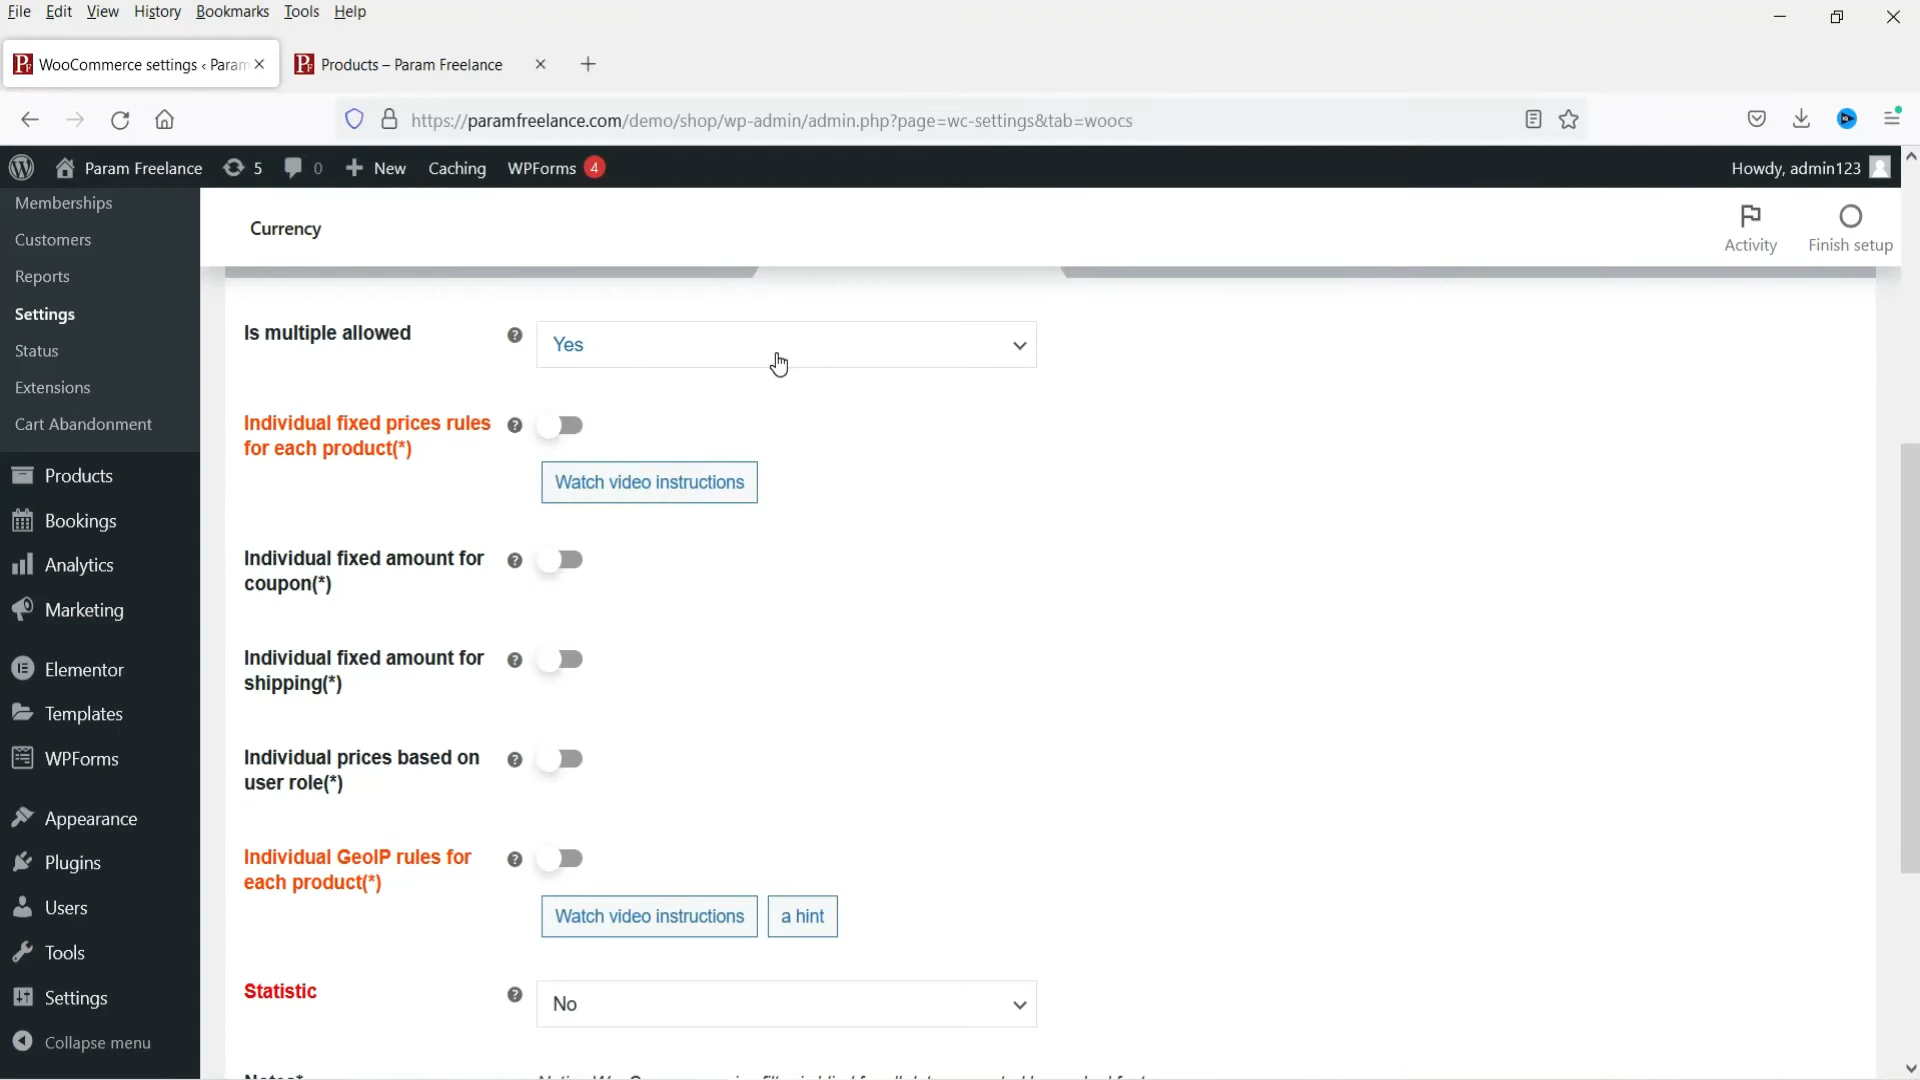 File Edit View History Bookmarks Tools Help
WooCommerce settings ‹ Param
Products – Param Freelance
https://paramfreelance.com/demo/shop/wp-admin/admin.php?page=wc-settings&tab=woocs
Param Freelance 5 0 New Caching WPForms 4 Howdy, admin123
Memberships
Customers
Reports
Settings
Status
Extensions
Cart Abandonment
Products
Bookings
Analytics
Marketing
Elementor
Templates
WPForms
Appearance
Plugins
Users
Tools
Settings
Collapse menu
Currency
Activity
Finish setup
Is multiple allowed
Yes
Individual fixed prices rules
for each product(*)
Watch video instructions
Individual fixed amount for
coupon(*)
Individual fixed amount for
shipping(*)
Individual prices based on
user role(*)
Individual GeoIP rules for
each product(*)
Watch video instructions
a hint
Statistic
No